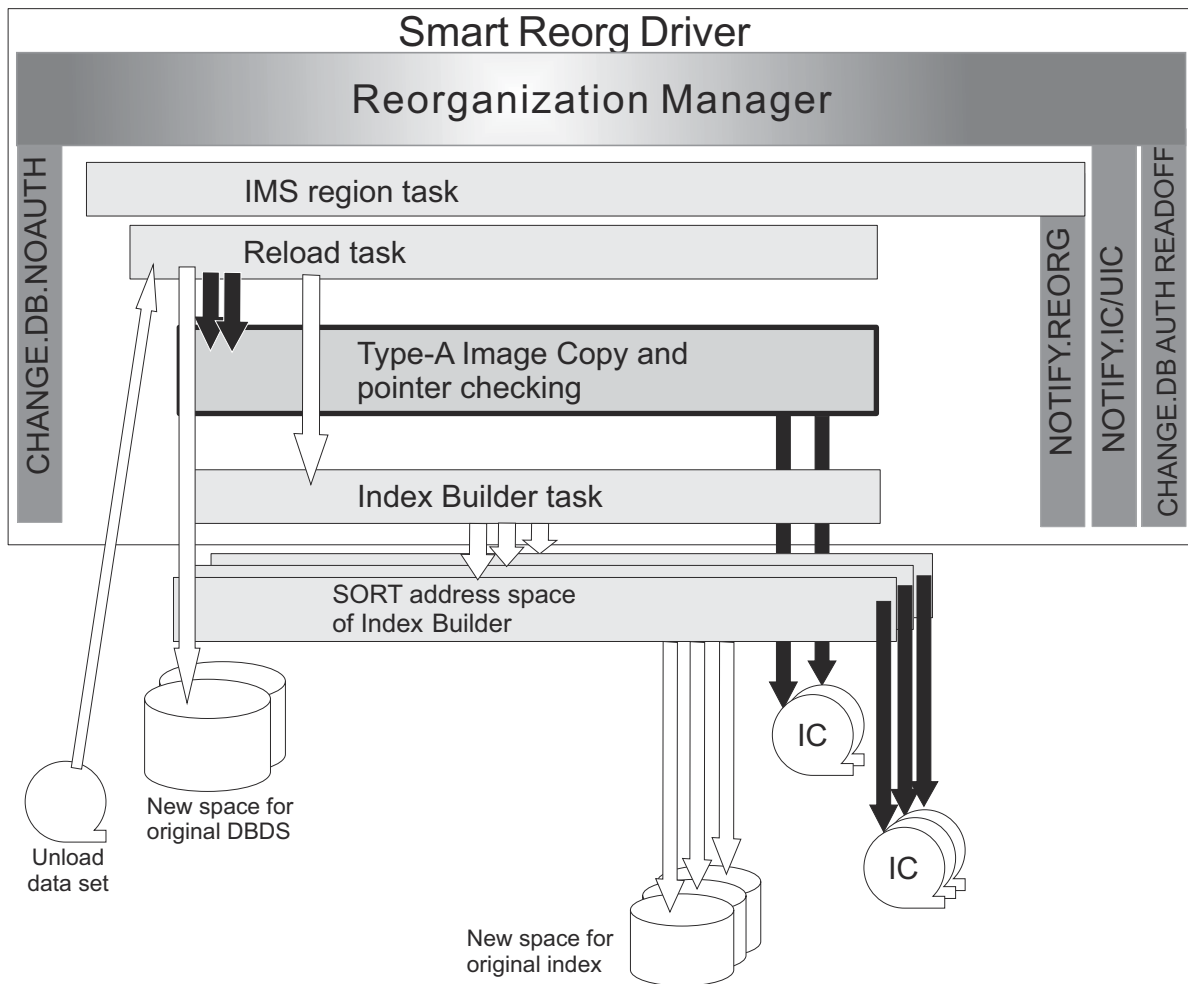 Smart Reorg Driver
Reorganization Manager
CHANGE.DB.NOAUTH
IMS region task
Reload task
Type-A Image Copy and
pointer checking
Index Builder task
NOTIFY.REORG
NOTIFY.IC/UIC
CHANGE.DB AUTH READOFF
SORT address space
of Index Builder
IC
IC
New space for
original DBDS
Unload
data set
New space for
original index